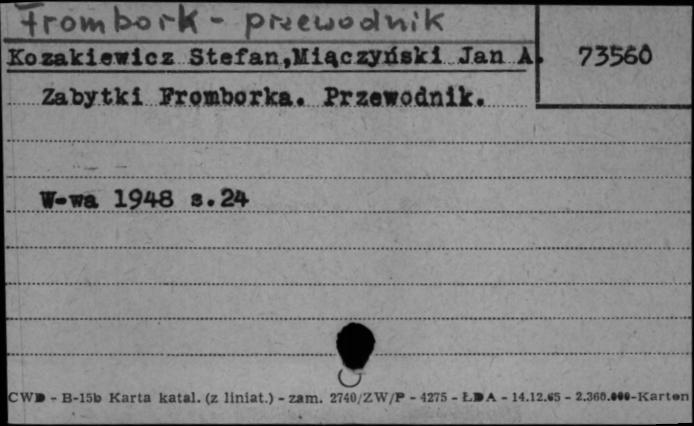 Frombork - przewodnik
Kozakiewicz Stefan,Miączyński Jan A.
73560
Zabytki Fromborka. Przewodnik.
W-wa 1948 s.24
CWD - B-15b Karta katal. (z liniat.) - zam. 2740/ZW/P - 4275 - ŁDA - 14.12.65 - 2.360.000-Karton